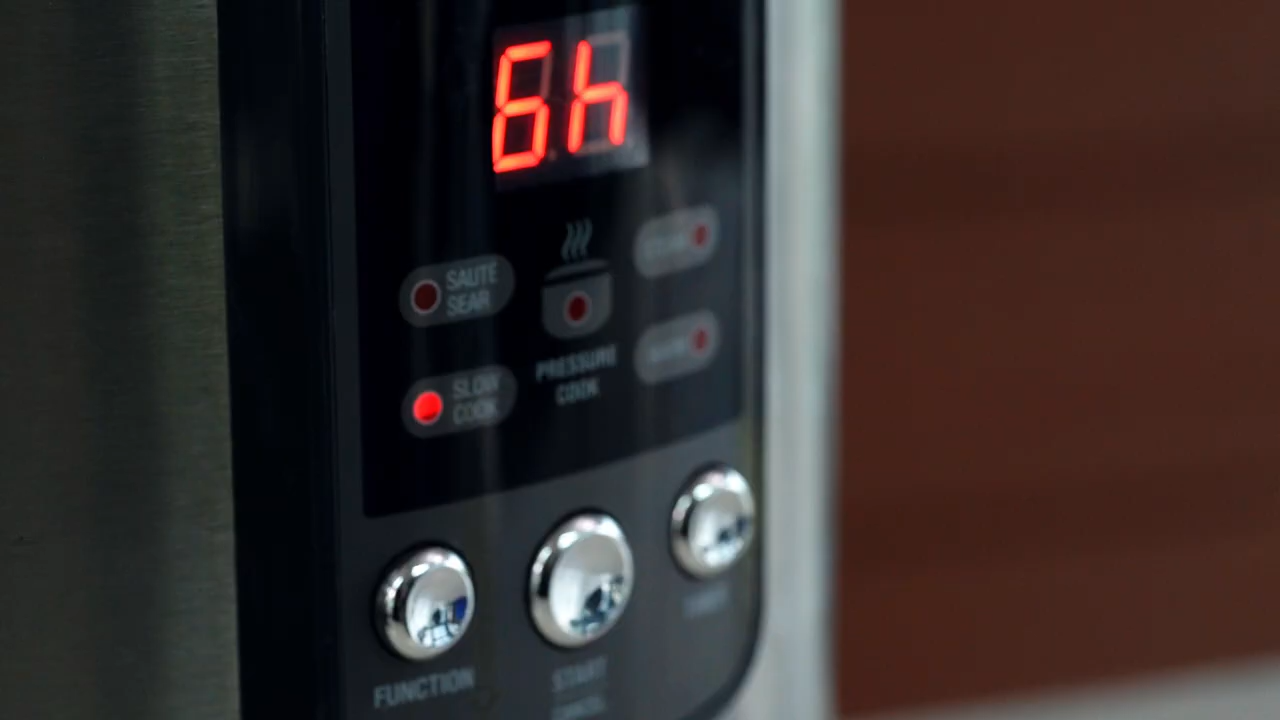 6h
SAUTE
SEAR
SLOW
COOK
PRESSURE
COOK
FUNCTION
START